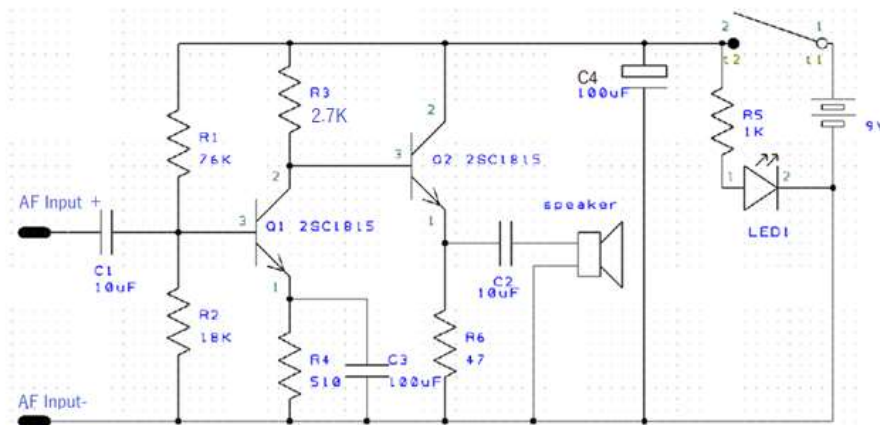 2
1
t2
t1
C4
100uF
R3
2.7K
2
R5
1K
9V
R1
76K
3
Q2 2SC1815
2
1
2
AF Input +
1
speaker
LED1
3
Q1 2SC1815
C1
10uF
C2
10uF
1
R2
18K
R4
510
C3
100uF
R6
47
AF Input-